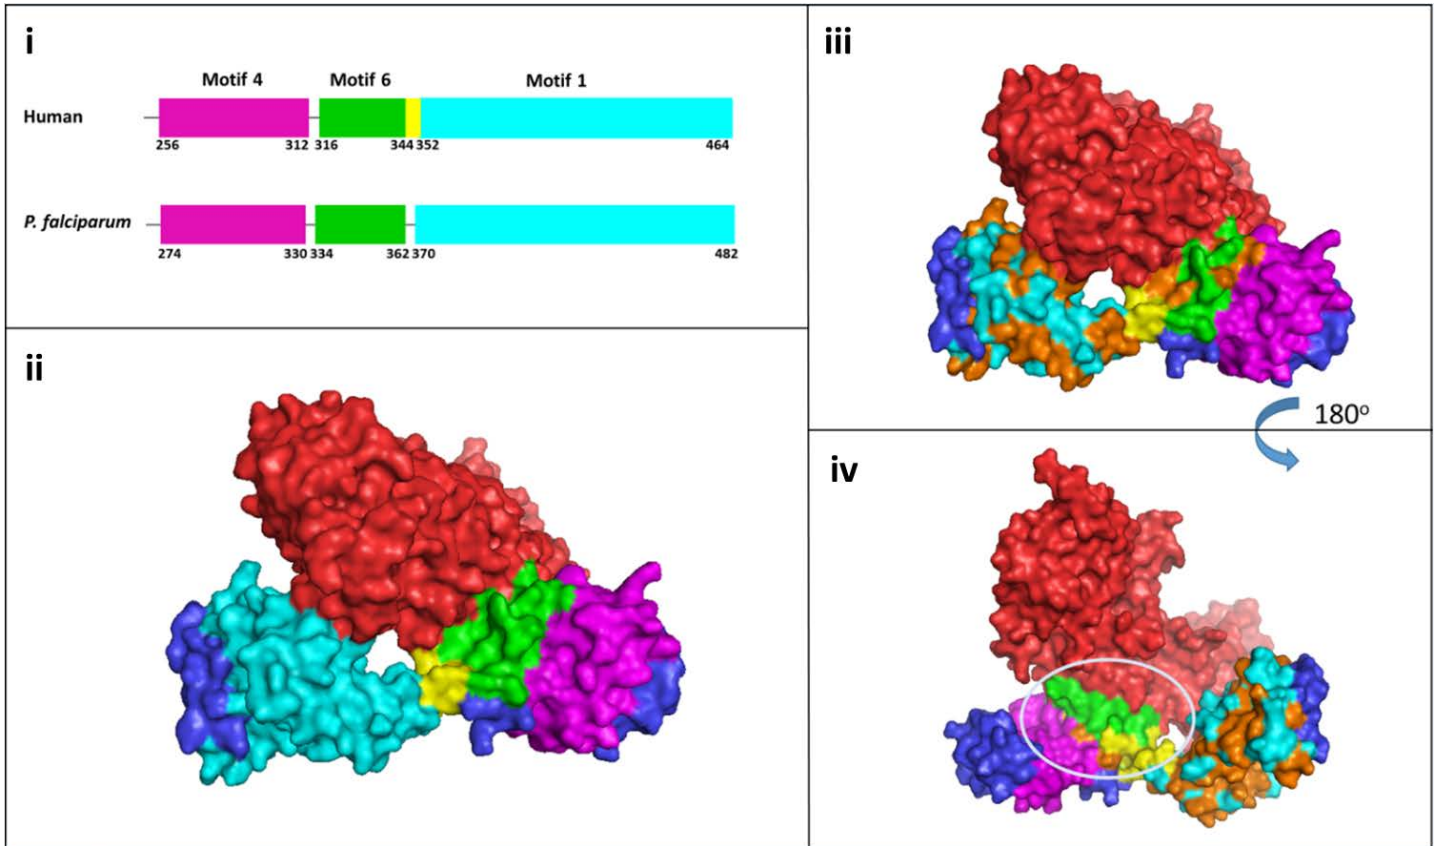 i
Motif 4 Motif 6 Motif 1
Human
256 312 316 344 352 464
P. falciparum
274 330 334 362 370 482
ii
iii
180°
iv